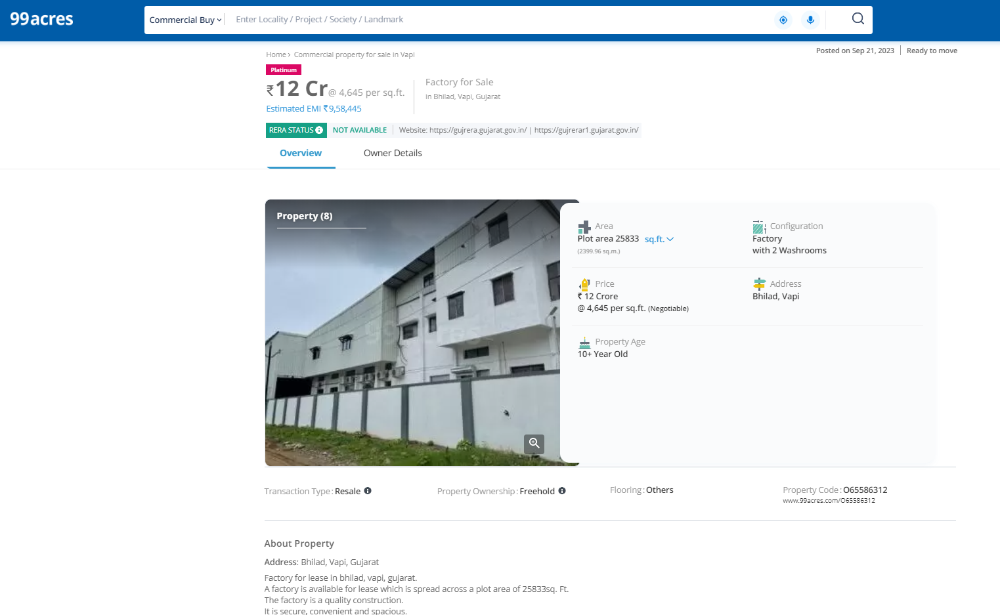 99acres
Commercial Buy
Enter Locality / Project / Society / Landmark
Home › Commercial property for sale in Vapi
Posted on Sep 21, 2023 | Ready to move
Platinum
₹12 Cr @ 4,645 per sq.ft.
Estimated EMI ₹9,58,445
Factory for Sale
in Bhilad, Vapi, Gujarat
RERA STATUS NOT AVAILABLE Website: https://gujrera.gujarat.gov.in/ | https://gujrerar1.gujarat.gov.in/
Overview
Owner Details
Property (8)
99acres
Area
Plot area 25833 sq.ft.
(2399.96 sq.m.)
Configuration
Factory
with 2 Washrooms
Price
₹ 12 Crore
@ 4,645 per sq.ft. (Negotiable)
Address
Bhilad, Vapi
Property Age
10+ Year Old
Transaction Type : Resale
Property Ownership : Freehold
Flooring : Others
Property Code : O65586312
www.99acres.com/O65586312
About Property
Address: Bhilad, Vapi, Gujarat
Factory for lease in bhilad, vapi, gujarat.
A factory is available for lease which is spread across a plot area of 25833sq. Ft.
The factory is a quality construction.
It is secure, convenient and spacious.